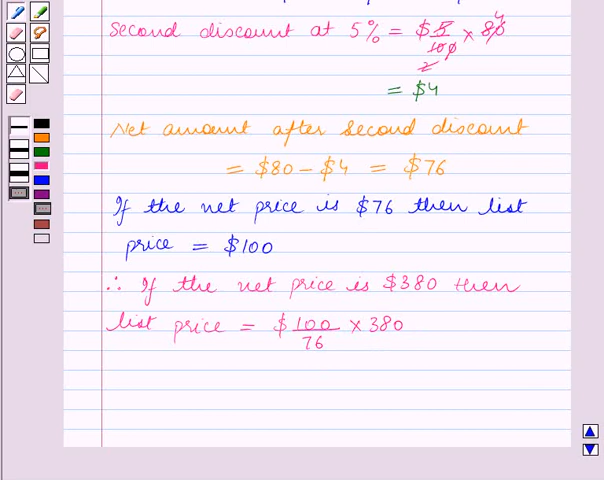 Second discount at 5% = $5/100 × 80
2 4
= $4
Net amount after second discount
= $80 - $4 = $76
If the net price is $76 then list
price = $100
∴ If the net price is $380 then
list price = $100/76 × 380